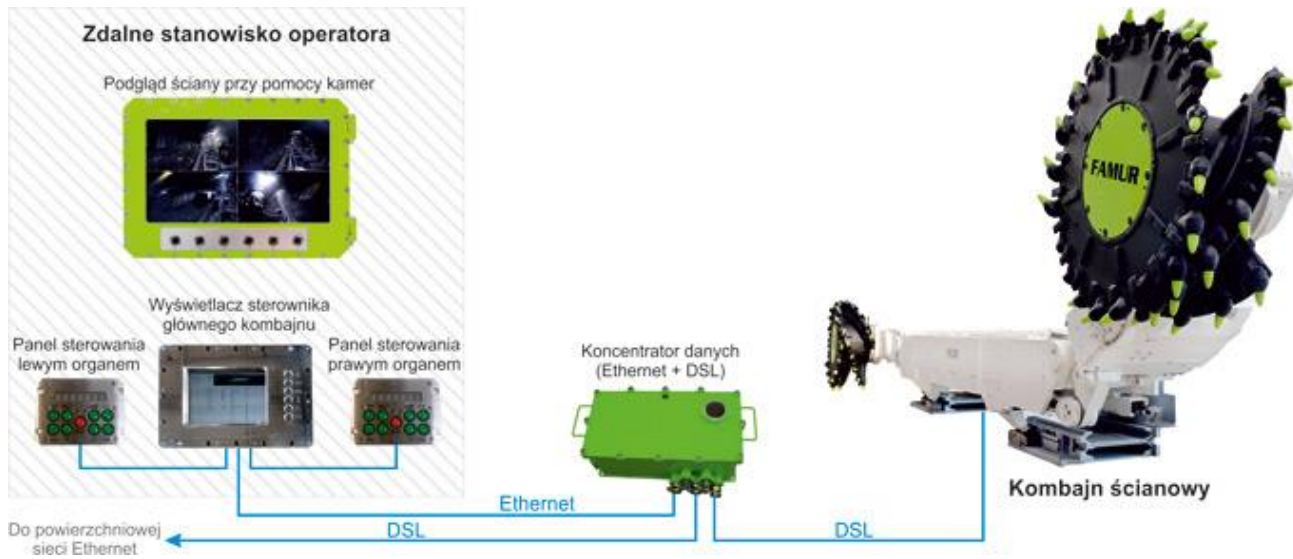 Zdalne stanowisko operatora
Podgląd ściany przy pomocy kamer
FAMUR
Wyświetlacz sterownika
głównego kombajnu
Panel sterowania
lewym organem
Panel sterowania
prawym organem
Koncentrator danych
(Ethernet + DSL)
Kombajn ścianowy
Ethernet
DSL
DSL
Do powierzchniowej
sieci Ethernet